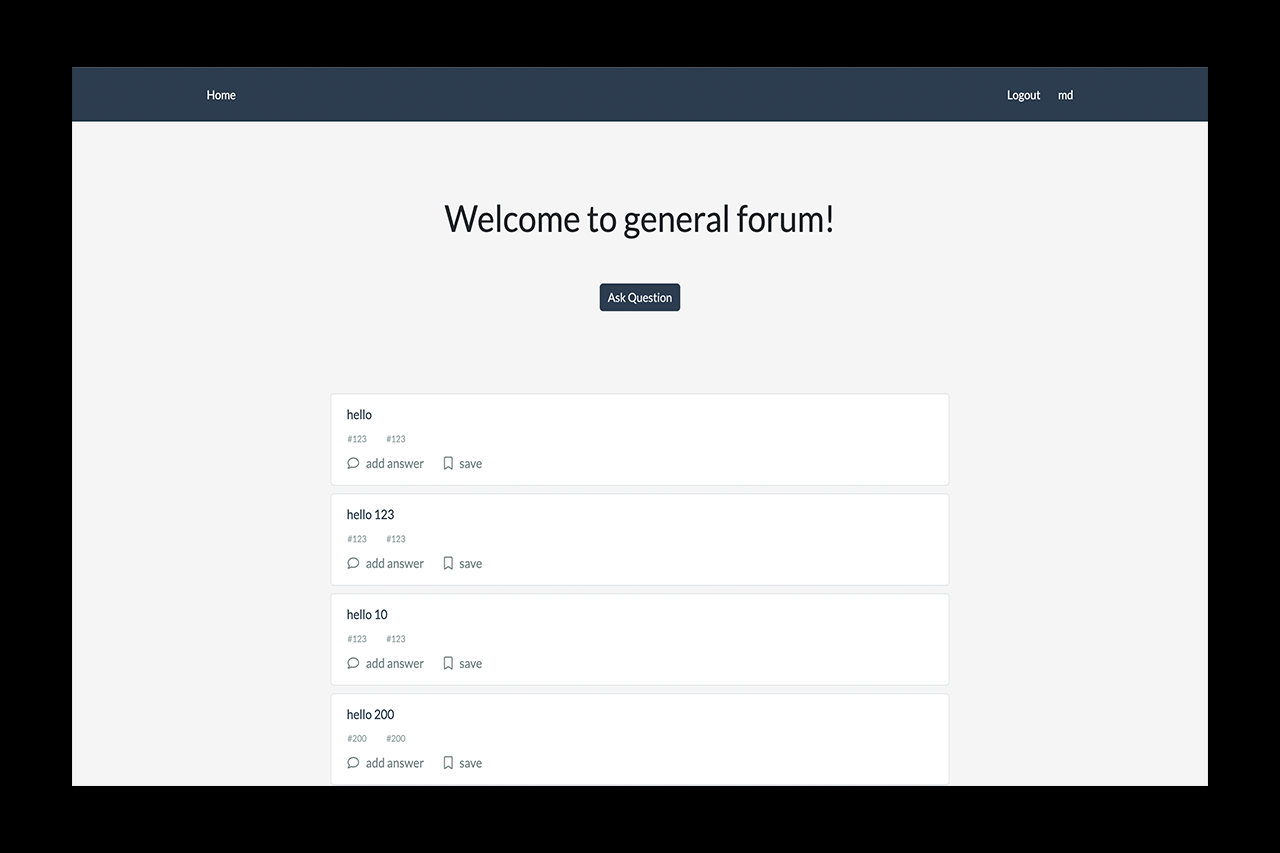 Home Logout md
Welcome to general forum!
Ask Question
hello
#123 #123
add answer save
hello 123
#123 #123
add answer save
hello 10
#123 #123
add answer save
hello 200
#200 #200
add answer save